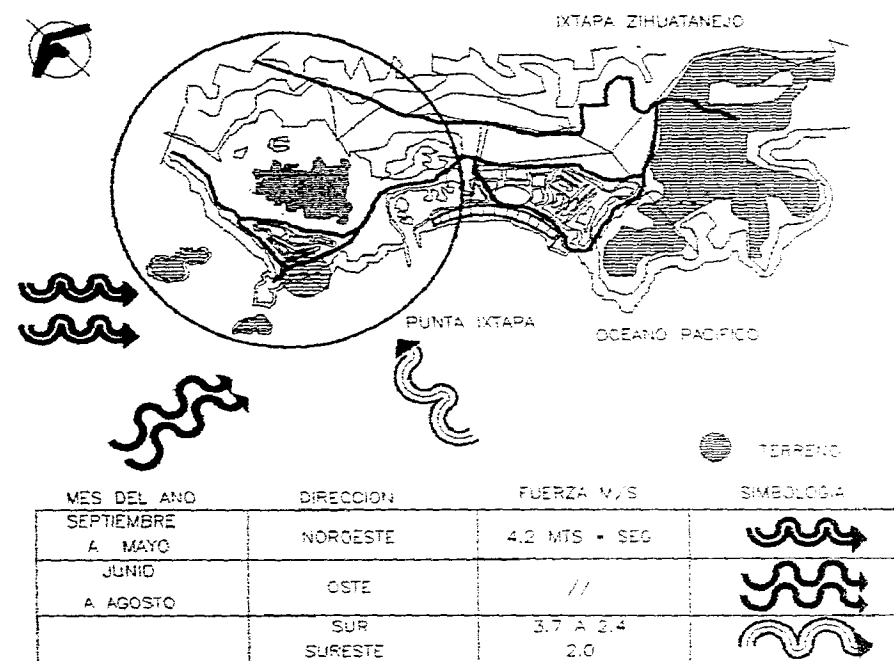 IXTAPA ZIHUATANEJO
PUNTA IXTAPA
OCEANO PACIFICO
TERRENO
MES DEL ANO DIRECCION FUERZA M/S SIMBOLOGIA
SEPTIEMBRE
A MAYO NOROESTE 4.2 MTS - SEG
JUNIO
A AGOSTO OSTE //
SUR 3.7 A 2.4
SURESTE 2.0